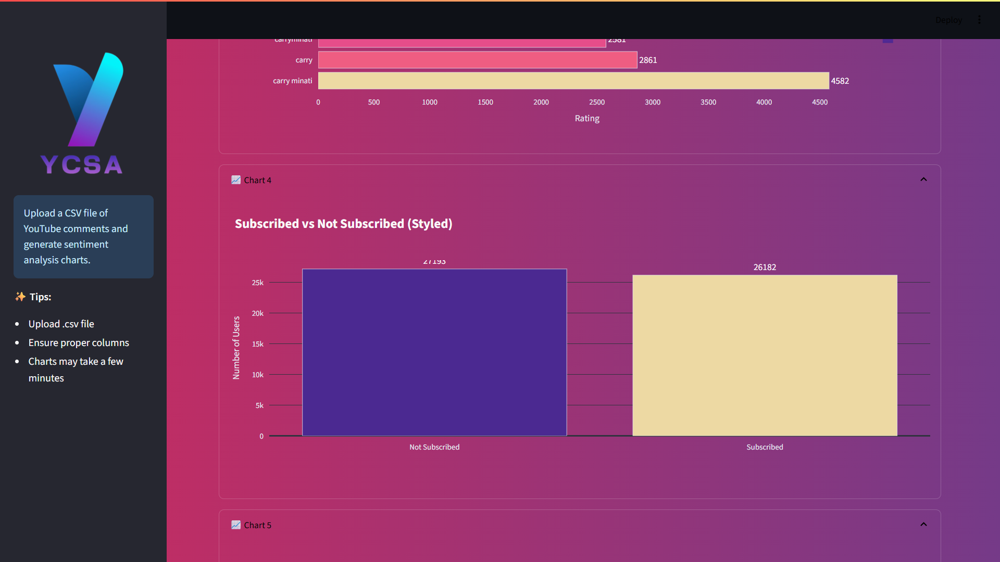 Deploy
YCSA
Upload a CSV file of
YouTube comments and
generate sentiment
analysis charts.
Tips:
Upload .csv file
Ensure proper columns
Charts may take a few
minutes
carryminati 2581
carry 2861
carry minati 4582
0 500 1000 1500 2000 2500 3000 3500 4000 4500
Rating
Chart 4
Subscribed vs Not Subscribed (Styled)
27193
26182
25k
20k
15k
10k
5k
0
Number of Users
Not Subscribed
Subscribed
Chart 5